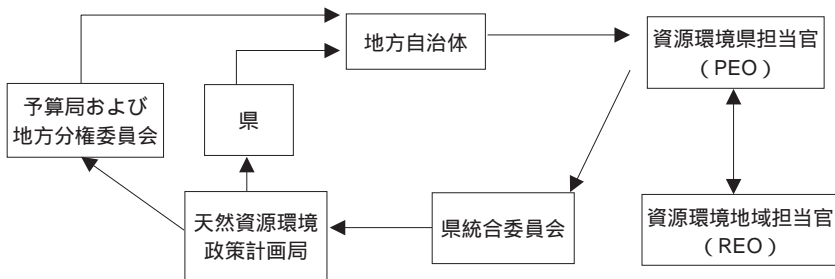 地方自治体
資源環境県担当官
（PEO）
予算局および
地方分権委員会
県
天然資源環境
政策計画局
県統合委員会
資源環境地域担当官
（REO）